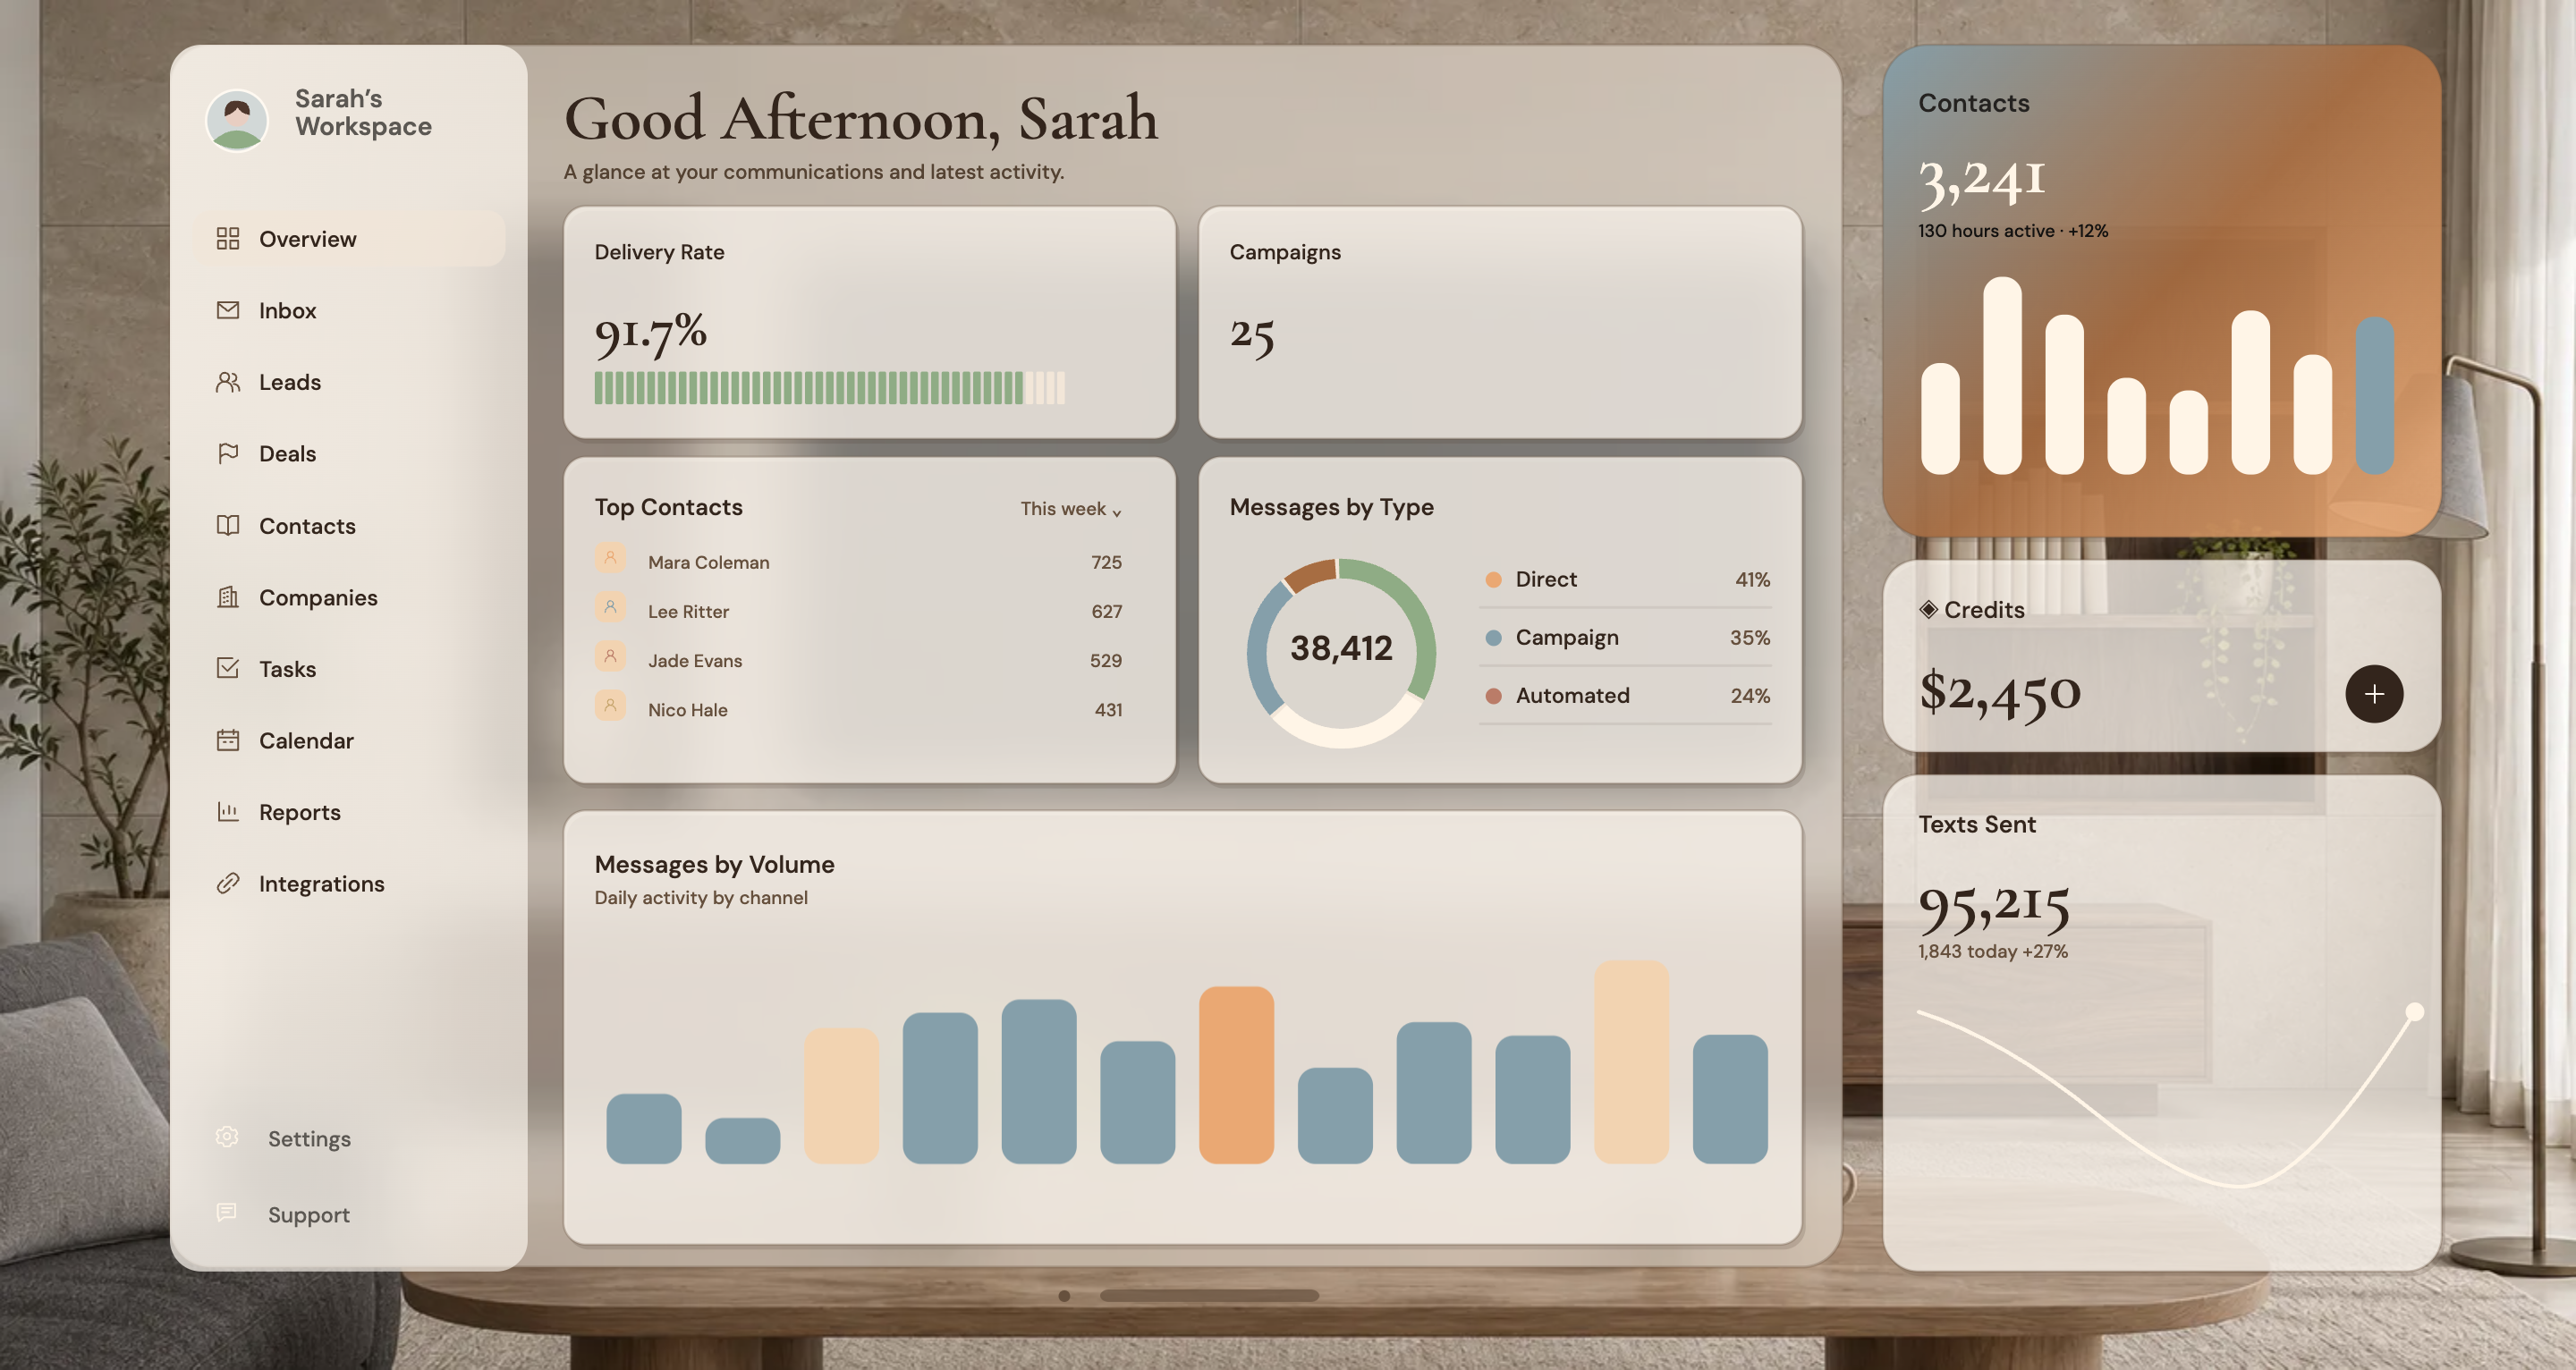 Sarah's
Workspace
Overview
Inbox
Leads
Deals
Contacts
Companies
Tasks
Calendar
Reports
Integrations
Settings
Support
Good Afternoon, Sarah
A glance at your communications and latest activity.
Delivery Rate
91.7%
Campaigns
25
Top Contacts
This week
Mara Coleman 725
Lee Ritter 627
Jade Evans 529
Nico Hale 431
Messages by Type
38,412
Direct 41%
Campaign 35%
Automated 24%
Messages by Volume
Daily activity by channel
Contacts
3,241
130 hours active · +12%
Credits
$2,450
Texts Sent
95,215
1,843 today +27%